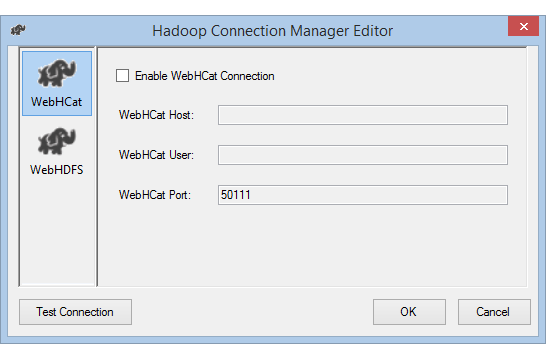 Hadoop Connection Manager Editor
WebHCat
WebHDFS
Enable WebHCat Connection
WebHCat Host:
WebHCat User:
WebHCat Port: 50111
Test Connection
OK
Cancel